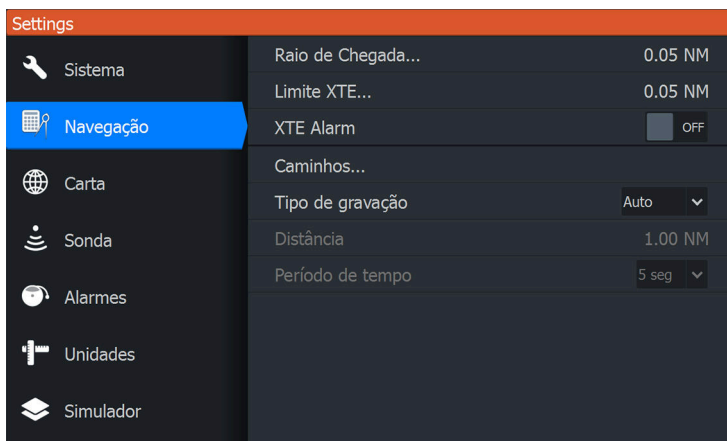 Settings
Sistema
Navegação
Carta
Sonda
Alarmes
Unidades
Simulador
Raio de Chegada... 0.05 NM
Limite XTE... 0.05 NM
XTE Alarm OFF
Caminhos...
Tipo de gravação Auto
Distância 1.00 NM
Período de tempo 5 seg